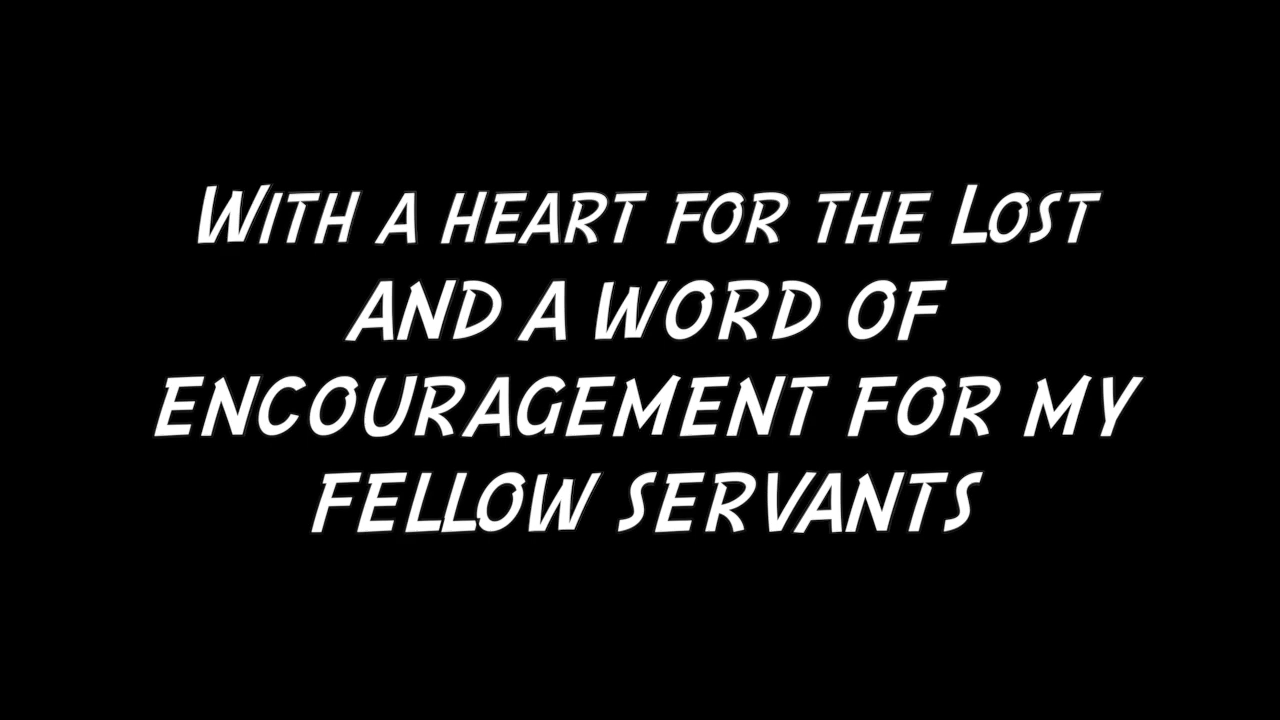 With a heart for the Lost
and a word of
encouragement for my
fellow servants